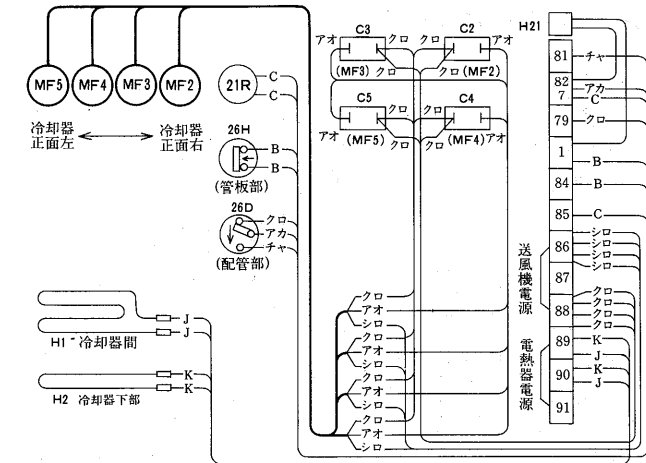 MF5
MF4
MF3
MF2
21R
C
C
冷却器
正面左
冷却器
正面右
26H
B
B
(管板部)
26D
クロ
アカ
チャ
(配管部)
J
J
H1 冷却器間
K
K
H2 冷却器下部
C3
アオ
クロ
(MF3)
クロ
C2
クロ
アオ
クロ
(MF2)
C5
クロ
アオ
(MF5)
クロ
C4
クロ
クロ
(MF4)
アオ
クロ
アオ
シロ
クロ
アオ
シロ
クロ
アオ
シロ
クロ
アオ
シロ
H21
81
チャ
82
7
アカ
C
79
クロ
1
B
84
B
85
C
86
シロ
シロ
シロ
シロ
87
88
クロ
クロ
クロ
クロ
89
K
J
90
K
J
91
送風機電源
電熱器電源